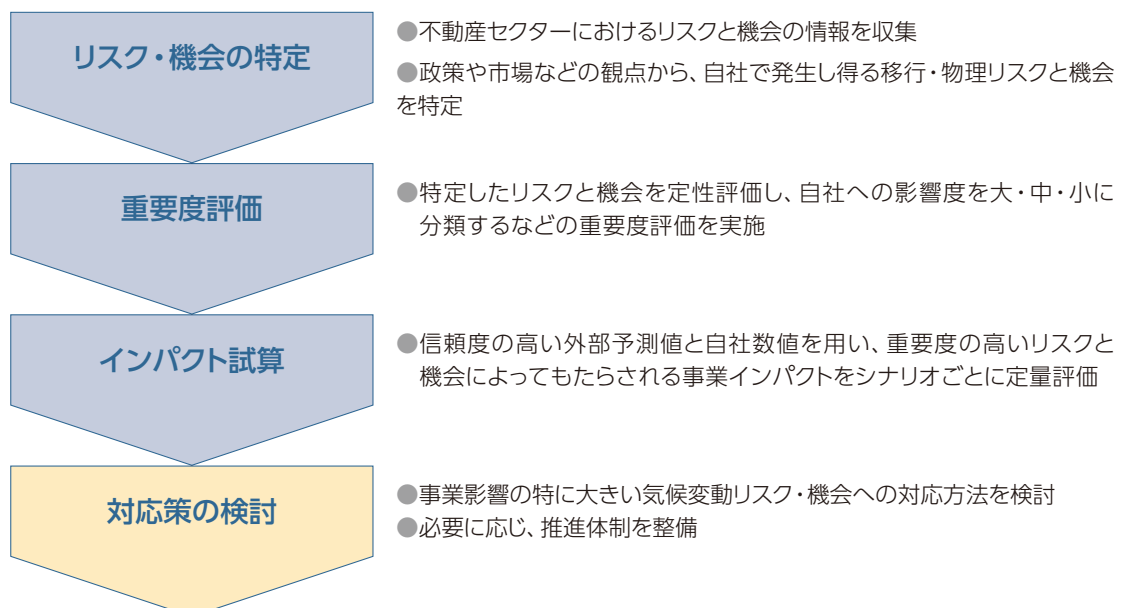 リスク・機会の特定
●不動産セクターにおけるリスクと機会の情報を収集
●政策や市場などの観点から、自社で発生し得る移行・物理リスクと機会
を特定
重要度評価
●特定したリスクと機会を定性評価し、自社への影響度を大・中・小に
分類するなどの重要度評価を実施
インパクト試算
●信頼度の高い外部予測値と自社数値を用い、重要度の高いリスクと
機会によってもたらされる事業インパクトをシナリオごとに定量評価
対応策の検討
●事業影響の特に大きい気候変動リスク・機会への対応方法を検討
●必要に応じ、推進体制を整備